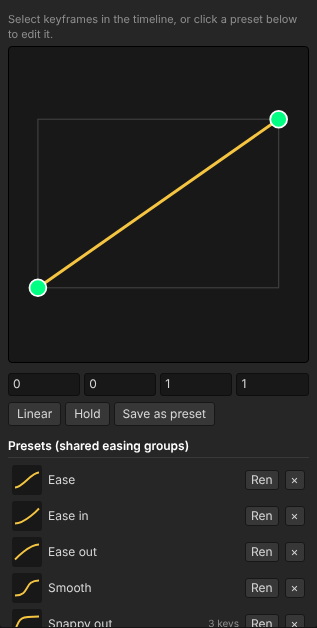 Select keyframes in the timeline, or click a preset below
to edit it.
0 0 1 1
Linear Hold Save as preset
Presets (shared easing groups)
Ease Ren ×
Ease in Ren ×
Ease out Ren ×
Smooth Ren ×
Snappy out 3 keys Ren ×